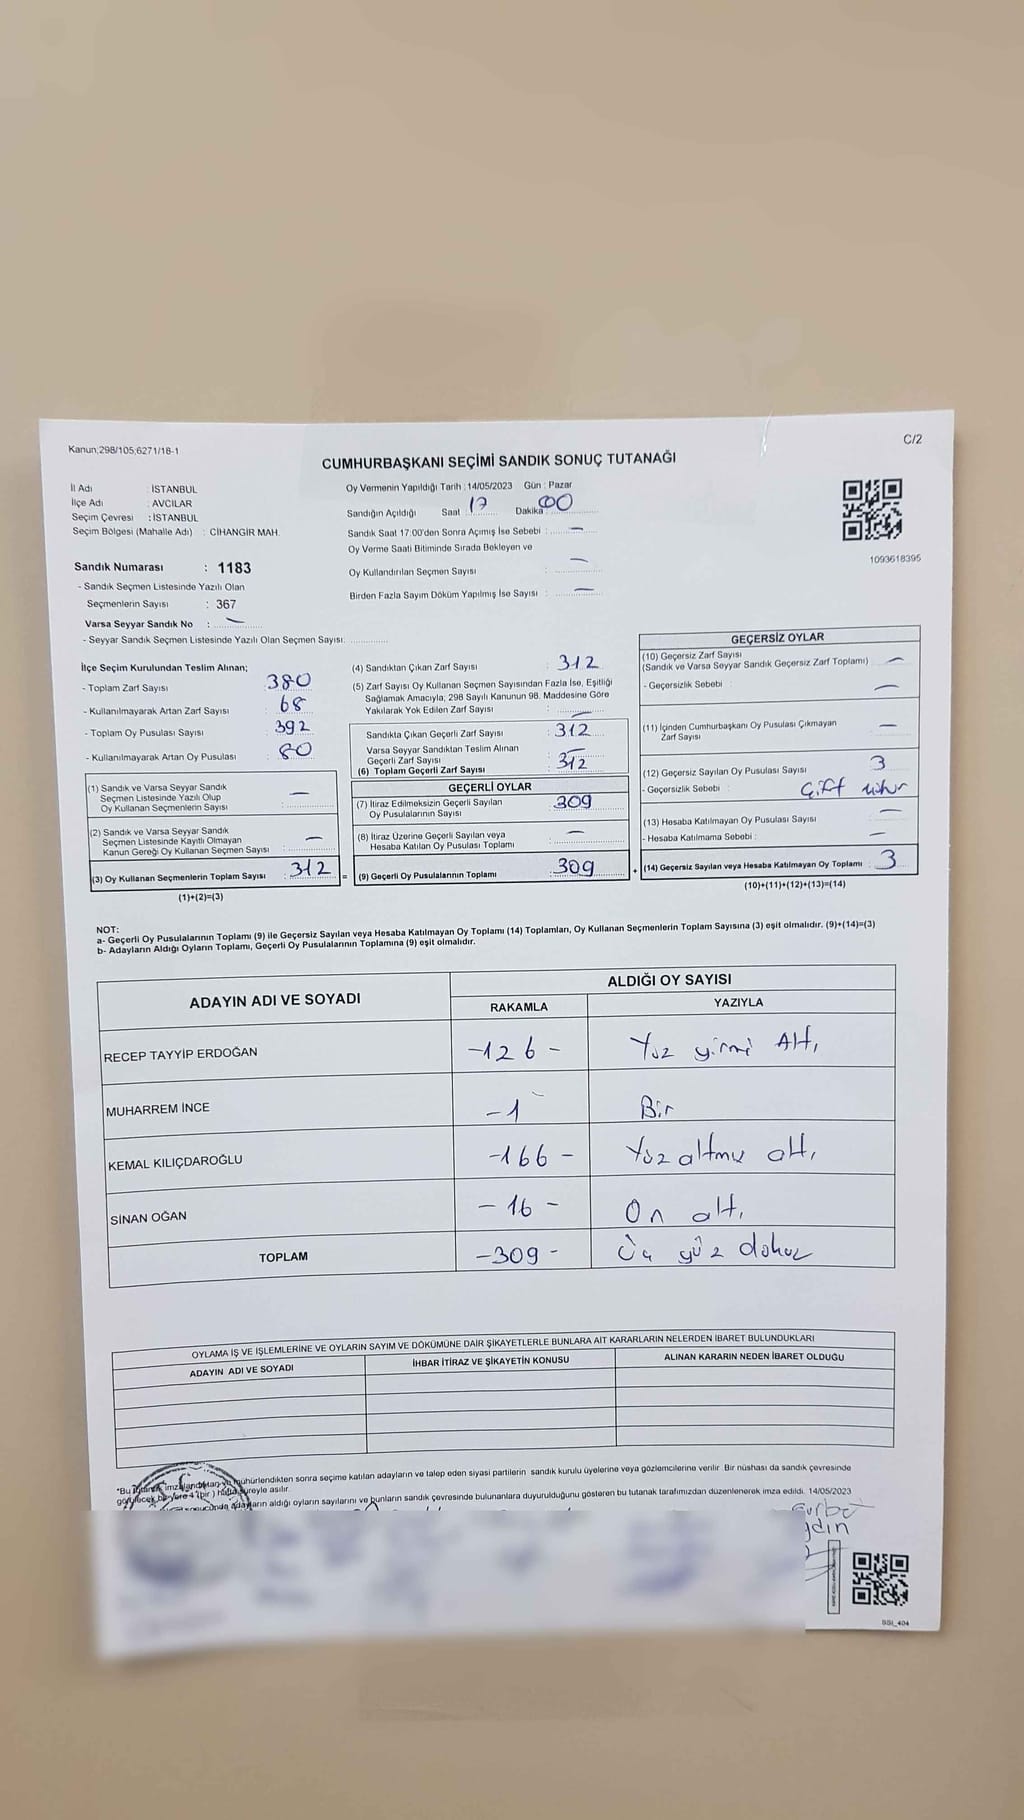 Kanun;298/105;6271/18-1
C/2
CUMHURBAŞKANI SEÇİMİ SANDIK SONUÇ TUTANAĞI
İl Adı : İSTANBUL
İlçe Adı : AVCILAR
Seçim Çevresi : İSTANBUL
Seçim Bölgesi (Mahalle Adı) : CİHANGİR MAH.
Sandık Numarası : 1183
- Sandık Seçmen Listesinde Yazılı Olan
Seçmenlerin Sayısı : 367
Varsa Seyyar Sandık No : —
- Seyyar Sandık Seçmen Listesinde Yazılı Olan Seçmen Sayısı:
Oy Vermenin Yapıldığı Tarih : 14/05/2023 Gün : Pazar
Sandığın Açıldığı Saat 17 Dakika 00
Sandık Saat 17:00'den Sonra Açımış İse Sebebi : —
Oy Verme Saati Bitiminde Sırada Bekleyen ve
Oy Kullandırılan Seçmen Sayısı : —
Birden Fazla Sayım Döküm Yapılmış İse Sayısı : —
1093618395
İlçe Seçim Kurulundan Teslim Alınan;
- Toplam Zarf Sayısı : 380
- Kullanılmayarak Artan Zarf Sayısı : 68
- Toplam Oy Pusulası Sayısı : 392
- Kullanılmayarak Artan Oy Pusulası : 80
(1) Sandık ve Varsa Seyyar Sandık
Seçmen Listesinde Yazılı Olup
Oy Kullanan Seçmenlerin Sayısı : —
(2) Sandık ve Varsa Seyyar Sandık
Seçmen Listesinde Kayıtlı Olmayan
Kanun Gereği Oy Kullanan Seçmen Sayısı : —
(3) Oy Kullanan Seçmenlerin Toplam Sayısı : 312 =
(1)+(2)=(3)
(4) Sandıktan Çıkan Zarf Sayısı : 312
(5) Zarf Sayısı Oy Kullanan Seçmen Sayısından Fazla İse, Eşitliği
Sağlamak Amacıyla; 298 Sayılı Kanunun 98. Maddesine Göre
Yakılarak Yok Edilen Zarf Sayısı : —
Sandıkta Çıkan Geçerli Zarf Sayısı : 312
Varsa Seyyar Sandıktan Teslim Alınan
Geçerli Zarf Sayısı : —
(6) Toplam Geçerli Zarf Sayısı : 312
GEÇERLİ OYLAR
(7) İtiraz Edilmeksizin Geçerli Sayılan
Oy Pusulalarının Sayısı : 309
(8) İtiraz Üzerine Geçerli Sayılan veya
Hesaba Katılan Oy Pusulası Toplamı : —
(9) Geçerli Oy Pusulalarının Toplamı : 309 +
GEÇERSİZ OYLAR
(10) Geçersiz Zarf Sayısı
(Sandık ve Varsa Seyyar Sandık Geçersiz Zarf Toplamı) : —
- Geçersizlik Sebebi : —
(11) İçinden Cumhurbaşkanı Oy Pusulası Çıkmayan
Zarf Sayısı : —
(12) Geçersiz Sayılan Oy Pusulası Sayısı : 3
- Geçersizlik Sebebi : Çift mühür
(13) Hesaba Katılmayan Oy Pusulası Sayısı : —
- Hesaba Katılmama Sebebi : —
(14) Geçersiz Sayılan veya Hesaba Katılmayan Oy Toplamı : 3
(10)+(11)+(12)+(13)=(14)
NOT:
a- Geçerli Oy Pusulalarının Toplamı (9) ile Geçersiz Sayılan veya Hesaba Katılmayan Oy Toplamı (14) Toplamları, Oy Kullanan Seçmenlerin Toplam Sayısına (3) eşit olmalıdır. (9)+(14)=(3)
b- Adayların Aldığı Oyların Toplamı, Geçerli Oy Pusulalarının Toplamına (9) eşit olmalıdır.
ADAYIN ADI VE SOYADI
ALDIĞI OY SAYISI
RAKAMLA YAZIYLA
RECEP TAYYİP ERDOĞAN -126- Yüz yirmi Altı
MUHARREM İNCE -1- Bir
KEMAL KILIÇDAROĞLU -166- Yüz altmış altı
SİNAN OĞAN -16- On altı
TOPLAM -309- Üç yüz dokuz
OYLAMA İŞ VE İŞLEMLERİNE VE OYLARIN SAYIM VE DÖKÜMÜNE DAİR ŞİKAYETLERLE BUNLARA AİT KARARLARIN NELERDEN İBARET BULUNDUKLARI
ADAYIN ADI VE SOYADI İHBAR İTİRAZ VE ŞİKAYETİN KONUSU ALINAN KARARIN NEDEN İBARET OLDUĞU
*Bu tutanak imzalandıktan ve mühürlendikten sonra seçime katılan adayların ve talep eden siyasi partilerin sandık kurulu üyelerine veya gözlemcilerine verilir. Bir nüshası da sandık çevresinde
görülecek bir yere 1 (bir) hafta süreyle asılır.
adayların aldığı oyların sayılarını ve bunların sandık çevresinde bulunanlara duyurulduğunu gösteren bu tutanak tarafımızdan düzenlenerek imza edildi. 14/05/2023
SSI_404